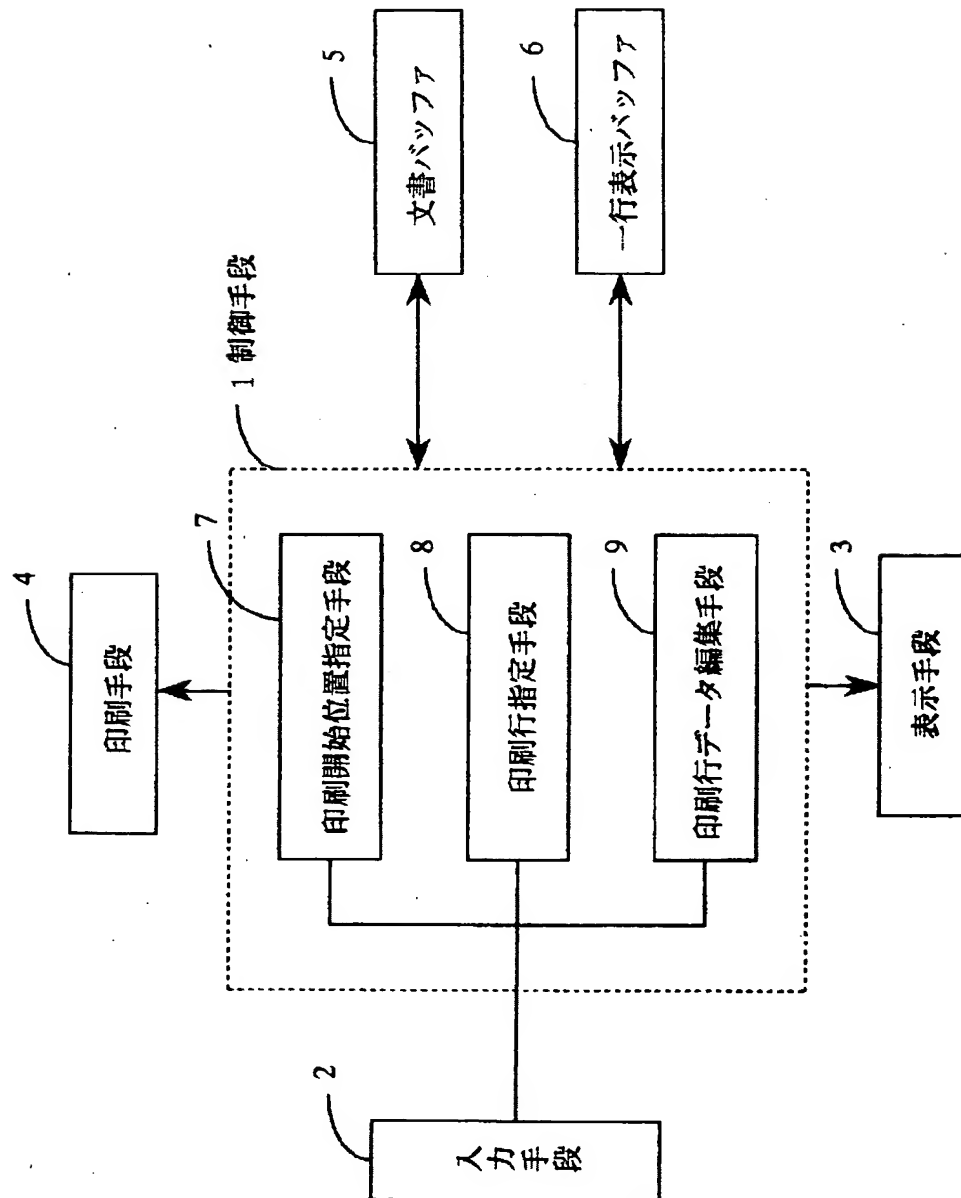 4
印刷手段
1 制御手段
7
印刷開始位置指定手段
8
印刷行指定手段
9
印刷行データ編集手段
5
文書バッファ
6
一行表示バッファ
2
入力手段
3
表示手段